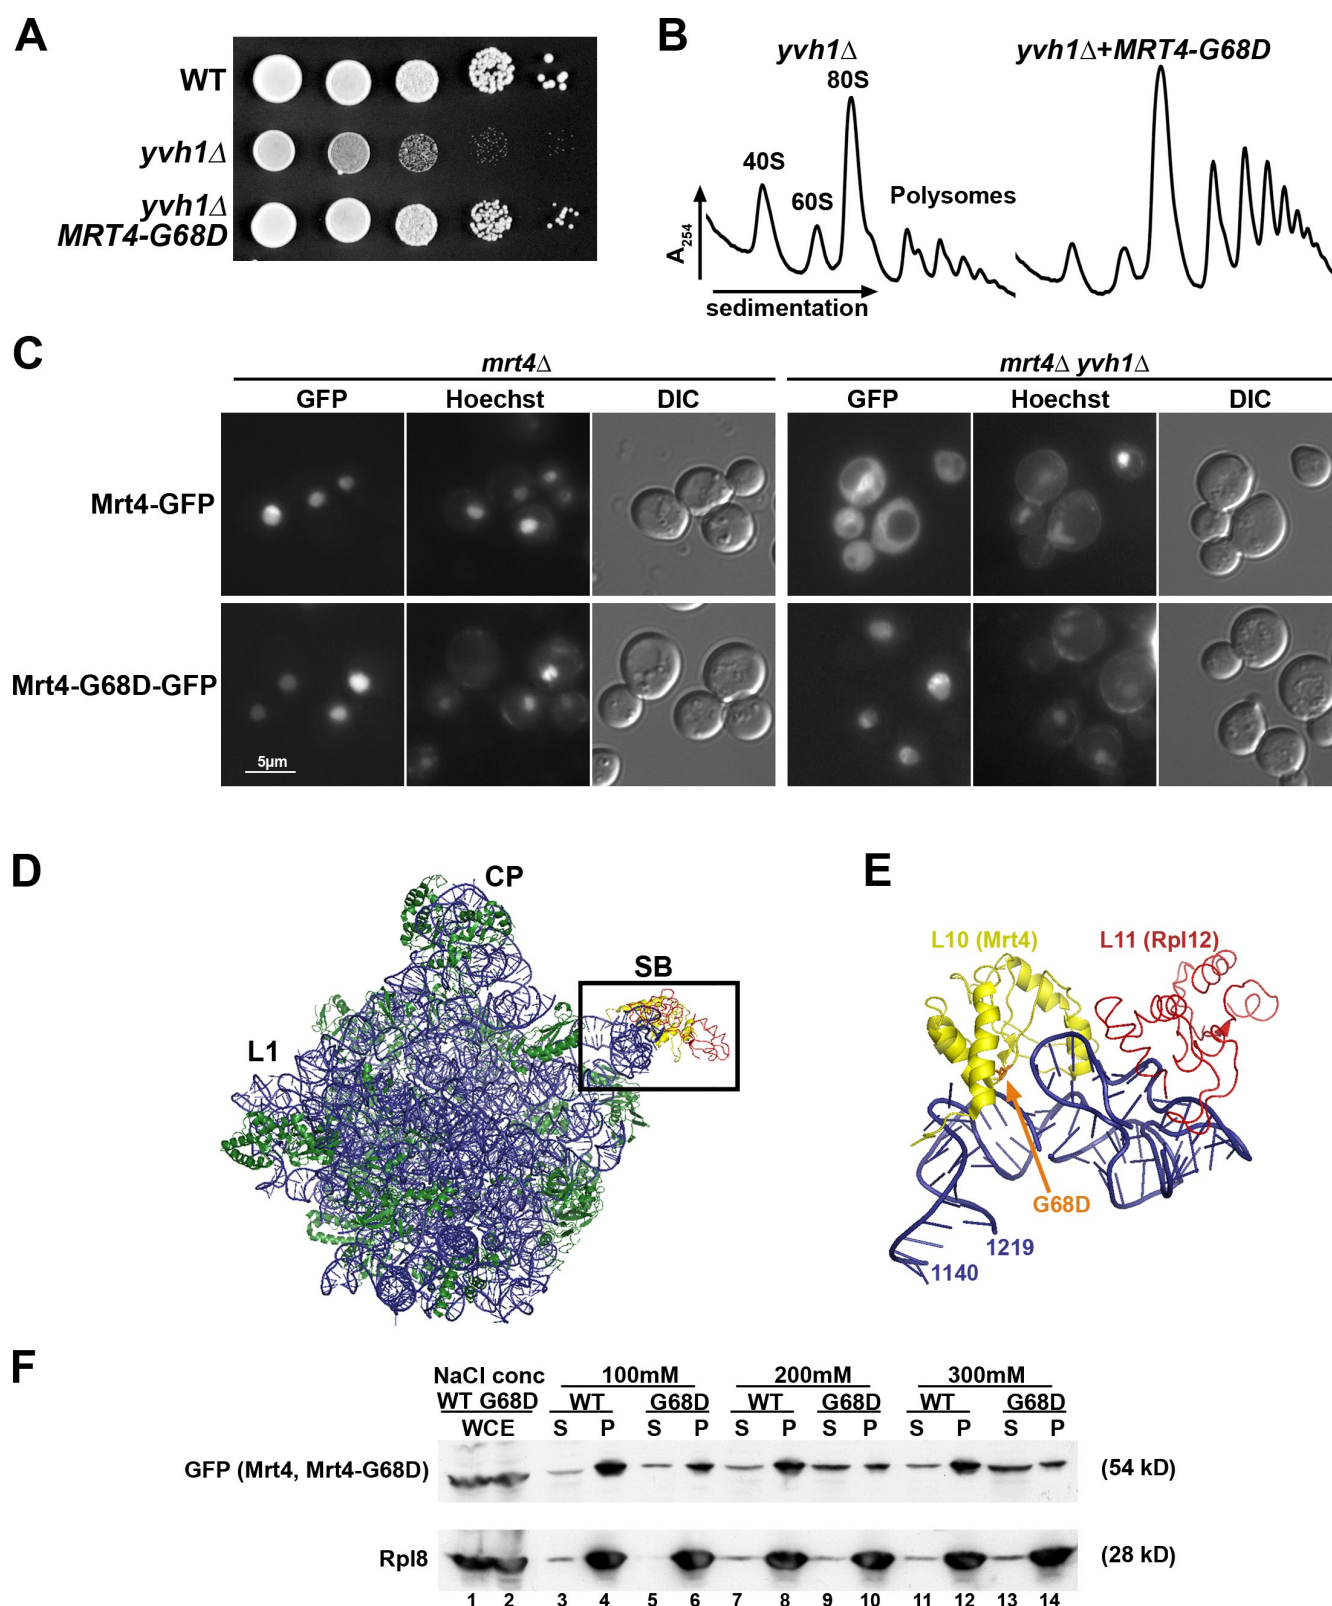 A
WT
yvh1Δ
yvh1Δ
MRT4-G68D
B
yvh1Δ
yvh1Δ+MRT4-G68D
80S
40S
60S
Polysomes
A254
sedimentation
C
mrt4Δ
mrt4Δ yvh1Δ
GFP Hoechst DIC GFP Hoechst DIC
Mrt4-GFP
Mrt4-G68D-GFP
5µm
D
CP
SB
L1
E
L10 (Mrt4)
L11 (Rpl12)
G68D
1219
1140
F
NaCl conc 100mM 200mM 300mM
WT G68D WT G68D WT G68D WT G68D
WCE S P S P S P S P S P S P
GFP (Mrt4, Mrt4-G68D) (54 kD)
Rpl8 (28 kD)
1 2 3 4 5 6 7 8 9 10 11 12 13 14